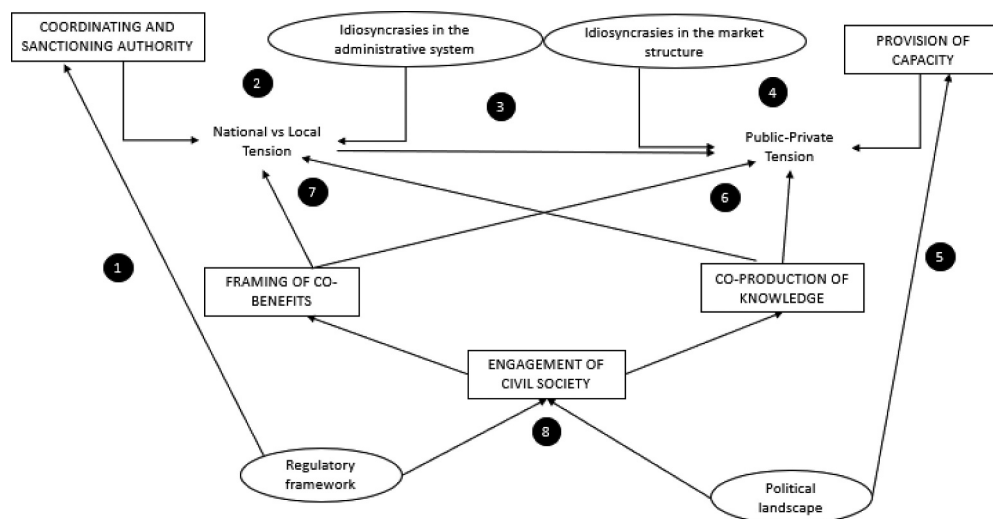 COORDINATING AND
SANCTIONING AUTHORITY
Idiosyncrasies in the
administrative system
Idiosyncrasies in the market
structure
PROVISION OF
CAPACITY
2
3
4
National vs Local
Tension
Public-Private
Tension
7
6
1
5
FRAMING OF CO-
BENEFITS
CO-PRODUCTION OF
KNOWLEDGE
ENGAGEMENT OF
CIVIL SOCIETY
8
Regulatory
framework
Political
landscape